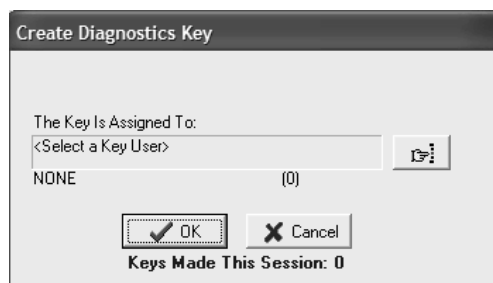 Create Diagnostics Key
The Key Is Assigned To:
<Select a Key User>
NONE (0)
OK Cancel
Keys Made This Session: 0